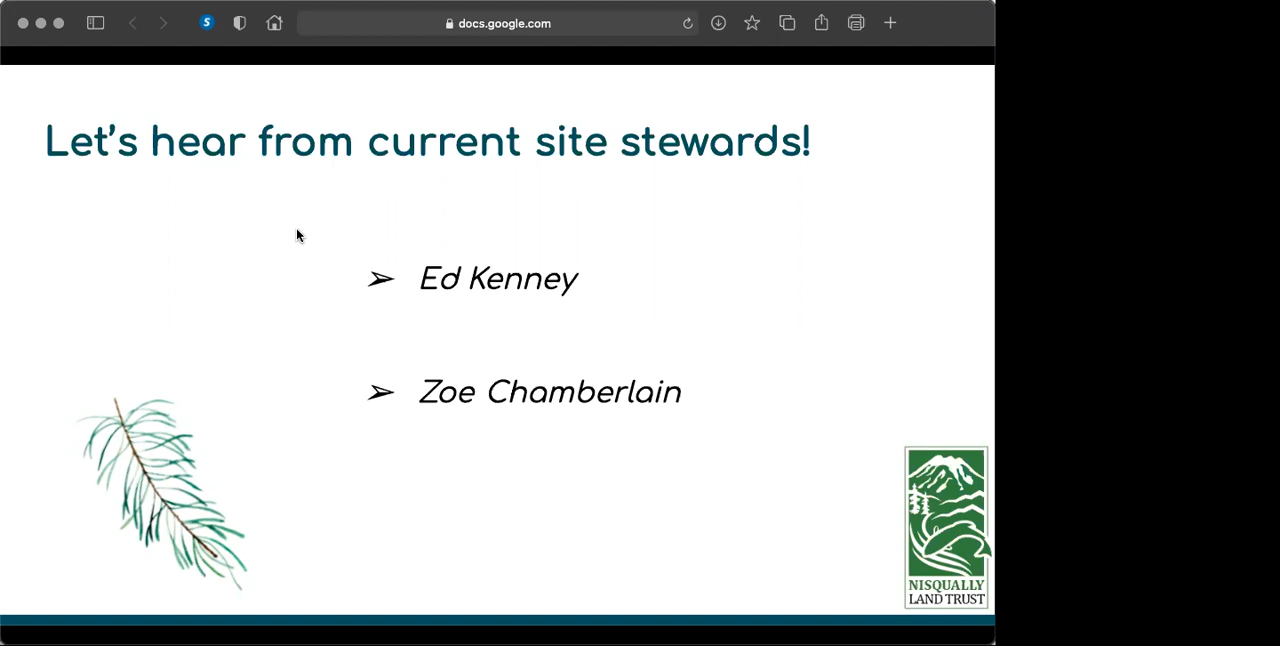 docs.google.com
Let's hear from current site stewards!
➢ Ed Kenney
➢ Zoe Chamberlain
NISQUALLY
LAND TRUST